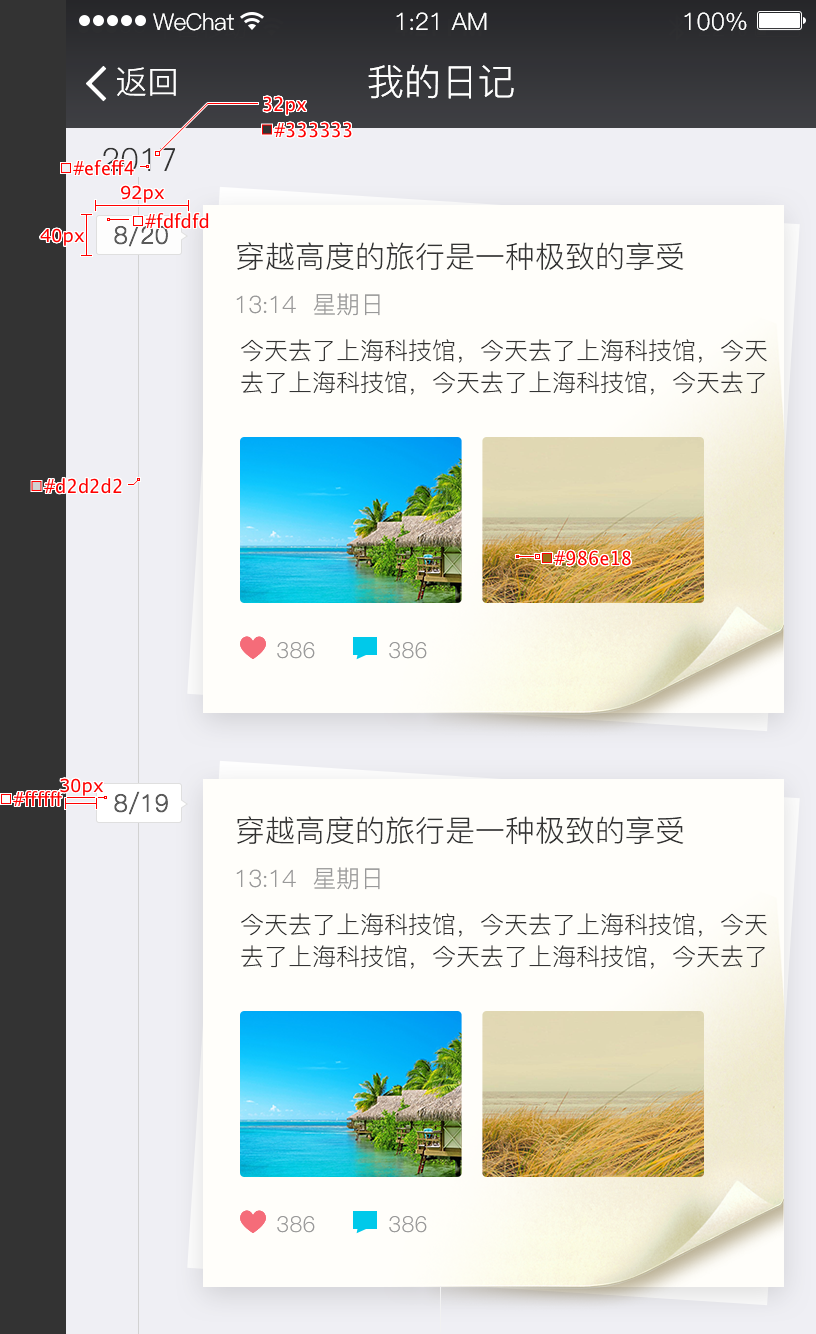 WeChat 1:21 AM 100%
返回 我的日记
32px
#333333
2017
#efeff4
92px
#fdfdfd
40px
8/20
穿越高度的旅行是一种极致的享受
13:14 星期日
今天去了上海科技馆，今天去了上海科技馆，今天
去了上海科技馆，今天去了上海科技馆，今天去了
#d2d2d2
#986e18
386 386
30px
#ffffff
8/19
穿越高度的旅行是一种极致的享受
13:14 星期日
今天去了上海科技馆，今天去了上海科技馆，今天
去了上海科技馆，今天去了上海科技馆，今天去了
386 386